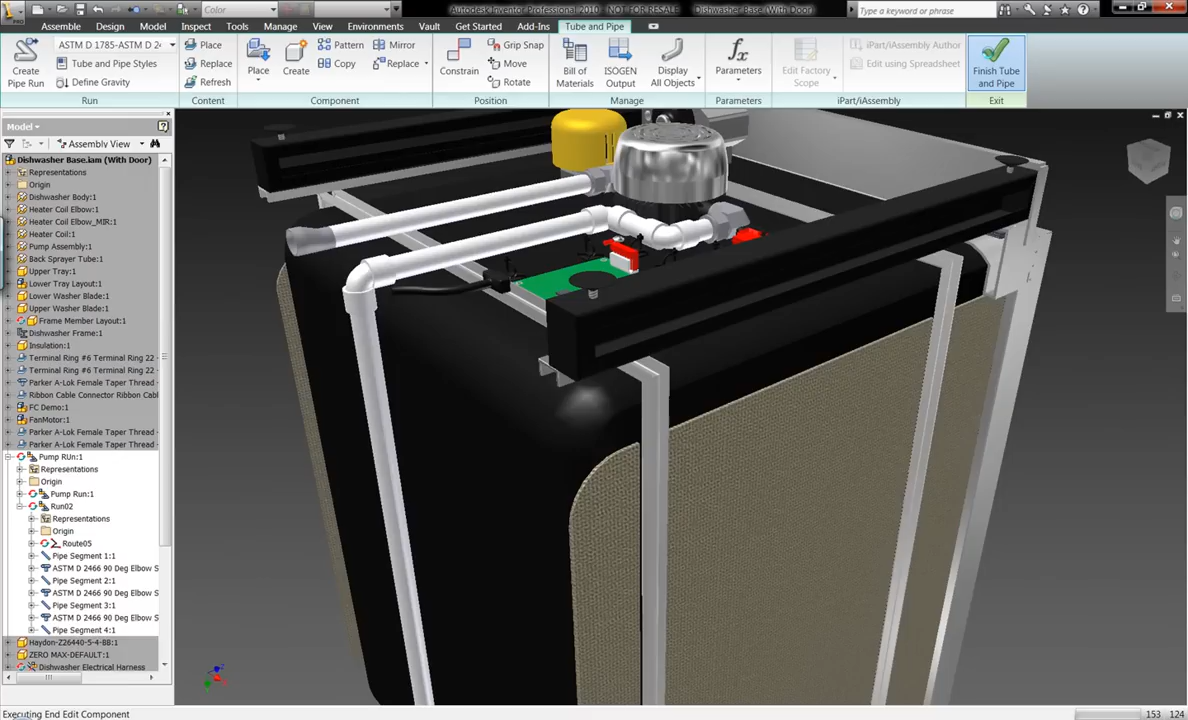 PRO
Color
Autodesk Inventor Professional 2010 - NOT FOR RESALE - Dishwasher Base (With Door)
Type a keyword or phrase
Assembly Design Model Inspect Tools Manage View Environments Vault Get Started Add-Ins Tube and Pipe
Create Pipe Run
ASTM D 1785-ASTM D 24
Tube and Pipe Styles
Define Gravity
Place
Replace
Refresh
Place
Create
Pattern
Copy
Mirror
Replace
Constrain
Grip Snap
Move
Rotate
Bill of Materials
ISOGEN Output
Display All Objects
Parameters
Edit Factory Scope
iPart/iAssembly Author
Edit using Spreadsheet
Finish Tube and Pipe
Run Content Component Position Manage Parameters iPart/iAssembly Exit
Model
Assembly View
Dishwasher Base.iam (With Door)
Representations
Origin
Dishwasher Body:1
Heater Coil Elbow:1
Heater Coil Elbow_MIR:1
Heater Coil:1
Pump Assembly:1
Back Sprayer Tube:1
Upper Tray:1
Lower Tray Layout:1
Lower Washer Blade:1
Upper Washer Blade:1
Frame Member Layout:1
Dishwasher Frame:1
Insulation:1
Terminal Ring #6 Terminal Ring 22 -
Terminal Ring #6 Terminal Ring 22 -
Parker A-Lok Female Taper Thread -
Ribbon Cable Connector Ribbon Cabl
FC Demo:1
FanMotor:1
Parker A-Lok Female Taper Thread -
Parker A-Lok Female Taper Thread -
Pump RUn:1
Representations
Origin
Pump Run:1
Run02
Representations
Origin
Route05
Pipe Segment 1:1
ASTM D 2466 90 Deg Elbow S
Pipe Segment 2:1
ASTM D 2466 90 Deg Elbow S
Pipe Segment 3:1
ASTM D 2466 90 Deg Elbow S
Pipe Segment 4:1
Haydon-Z26440-5-4-BB:1
ZERO MAX-DEFAULT:1
Dishwasher Electrical Harness
Executing End Edit Component
153 124